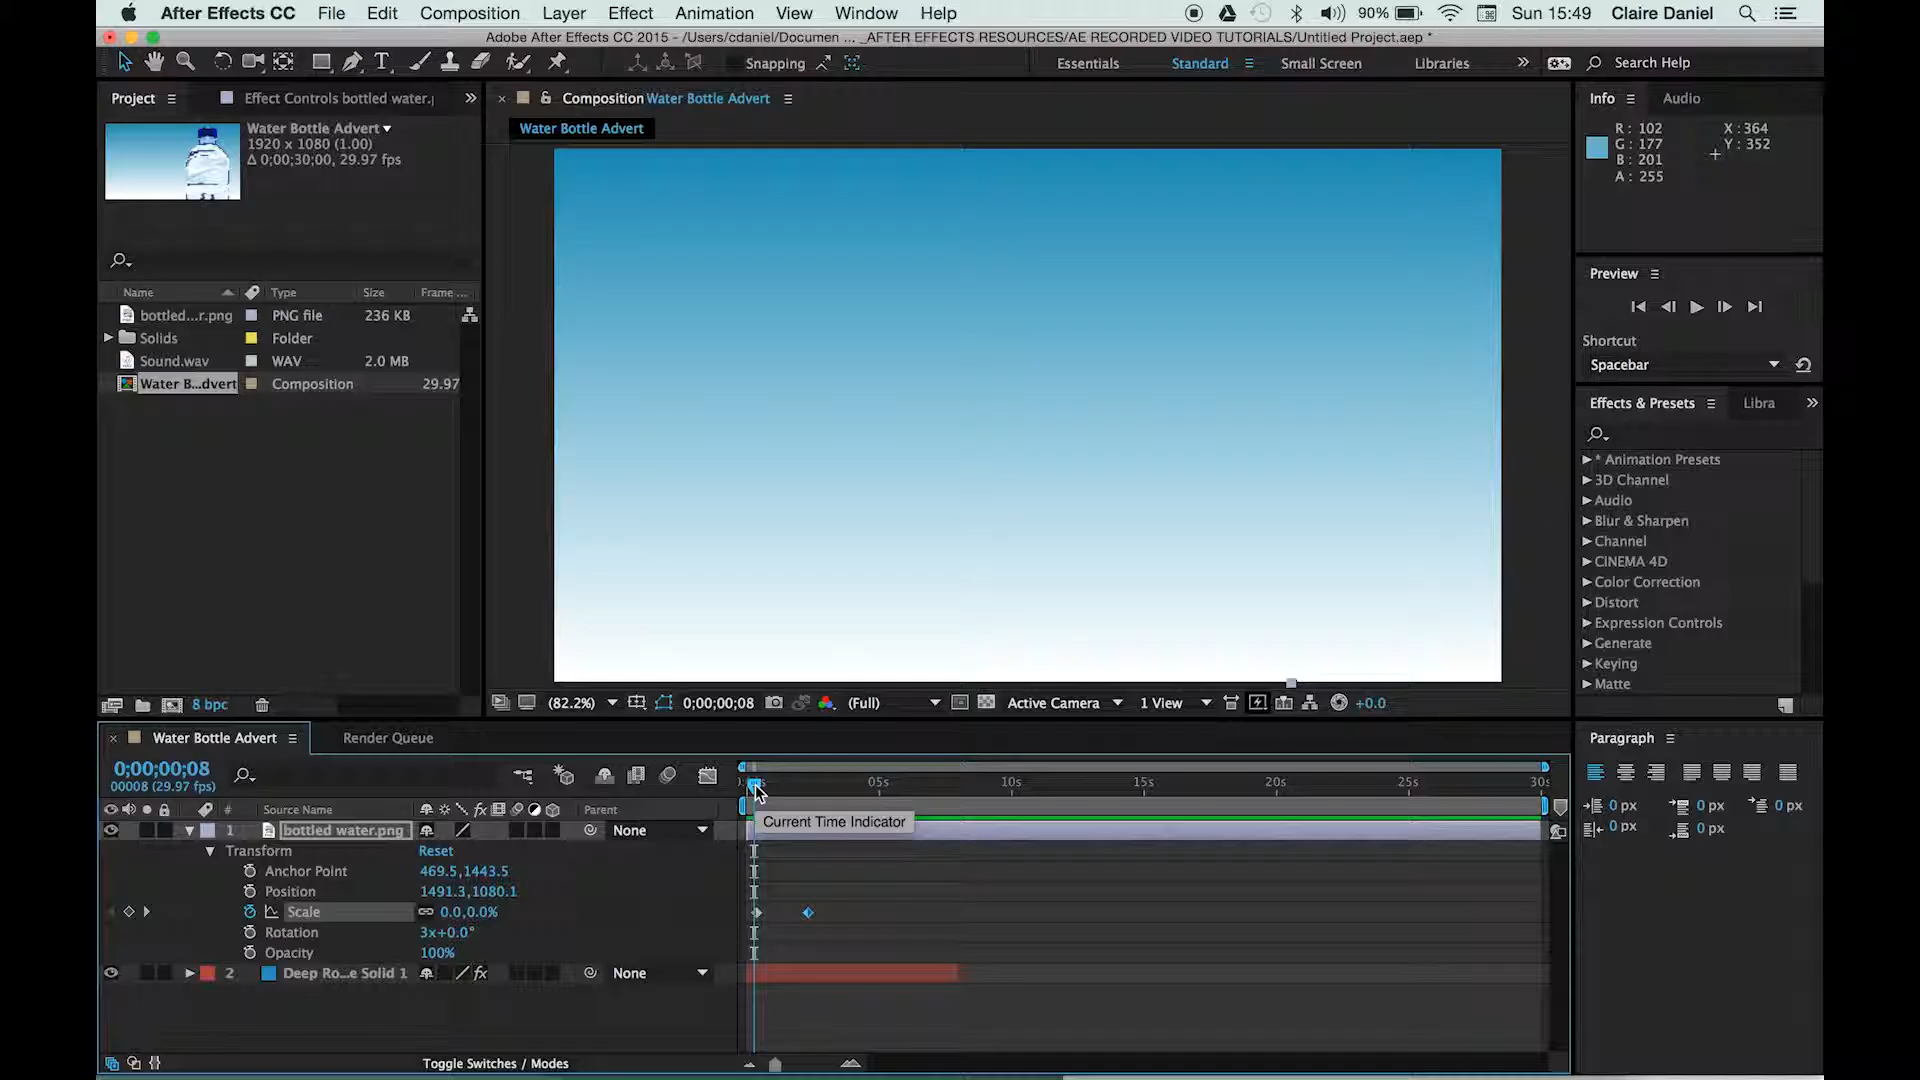 After Effects CC File Edit Composition Layer Effect Animation View Window Help 90% Sun 15:49 Claire Daniel
Adobe After Effects CC 2015 - /Users/cdaniel/Documen ... _AFTER EFFECTS RESOURCES/AE RECORDED VIDEO TUTORIALS/Untitled Project.aep *
Snapping Essentials Standard Small Screen Libraries Search Help
Project Effect Controls bottled water.
Water Bottle Advert
1920 x 1080 (1.00)
Δ 0;00;30;00, 29.97 fps
Name Type Size Frame ...
bottled...r.png PNG file 236 KB
Solids Folder
Sound.wav WAV 2.0 MB
Water B...dvert Composition 29.97
8 bpc
Composition Water Bottle Advert
Water Bottle Advert
(82.2%) 0;00;00;08 (Full) Active Camera 1 View +0.0
Info Audio
R : 102 X : 364
G : 177 Y : 352
B : 201
A : 255
Preview
Shortcut
Spacebar
Effects & Presets Libra
* Animation Presets
3D Channel
Audio
Blur & Sharpen
Channel
CINEMA 4D
Color Correction
Distort
Expression Controls
Generate
Keying
Matte
Water Bottle Advert Render Queue
0;00;00;08
00008 (29.97 fps)
05s 10s 15s 20s 25s 30s
# Source Name Parent
1 bottled water.png None
Current Time Indicator
Transform Reset
Anchor Point 469.5,1443.5
Position 1491.3,1080.1
Scale 0.0,0.0%
Rotation 3x+0.0°
Opacity 100%
2 Deep Ro...e Solid 1 None
Toggle Switches / Modes
Paragraph
0 px 0 px 0 px
0 px 0 px